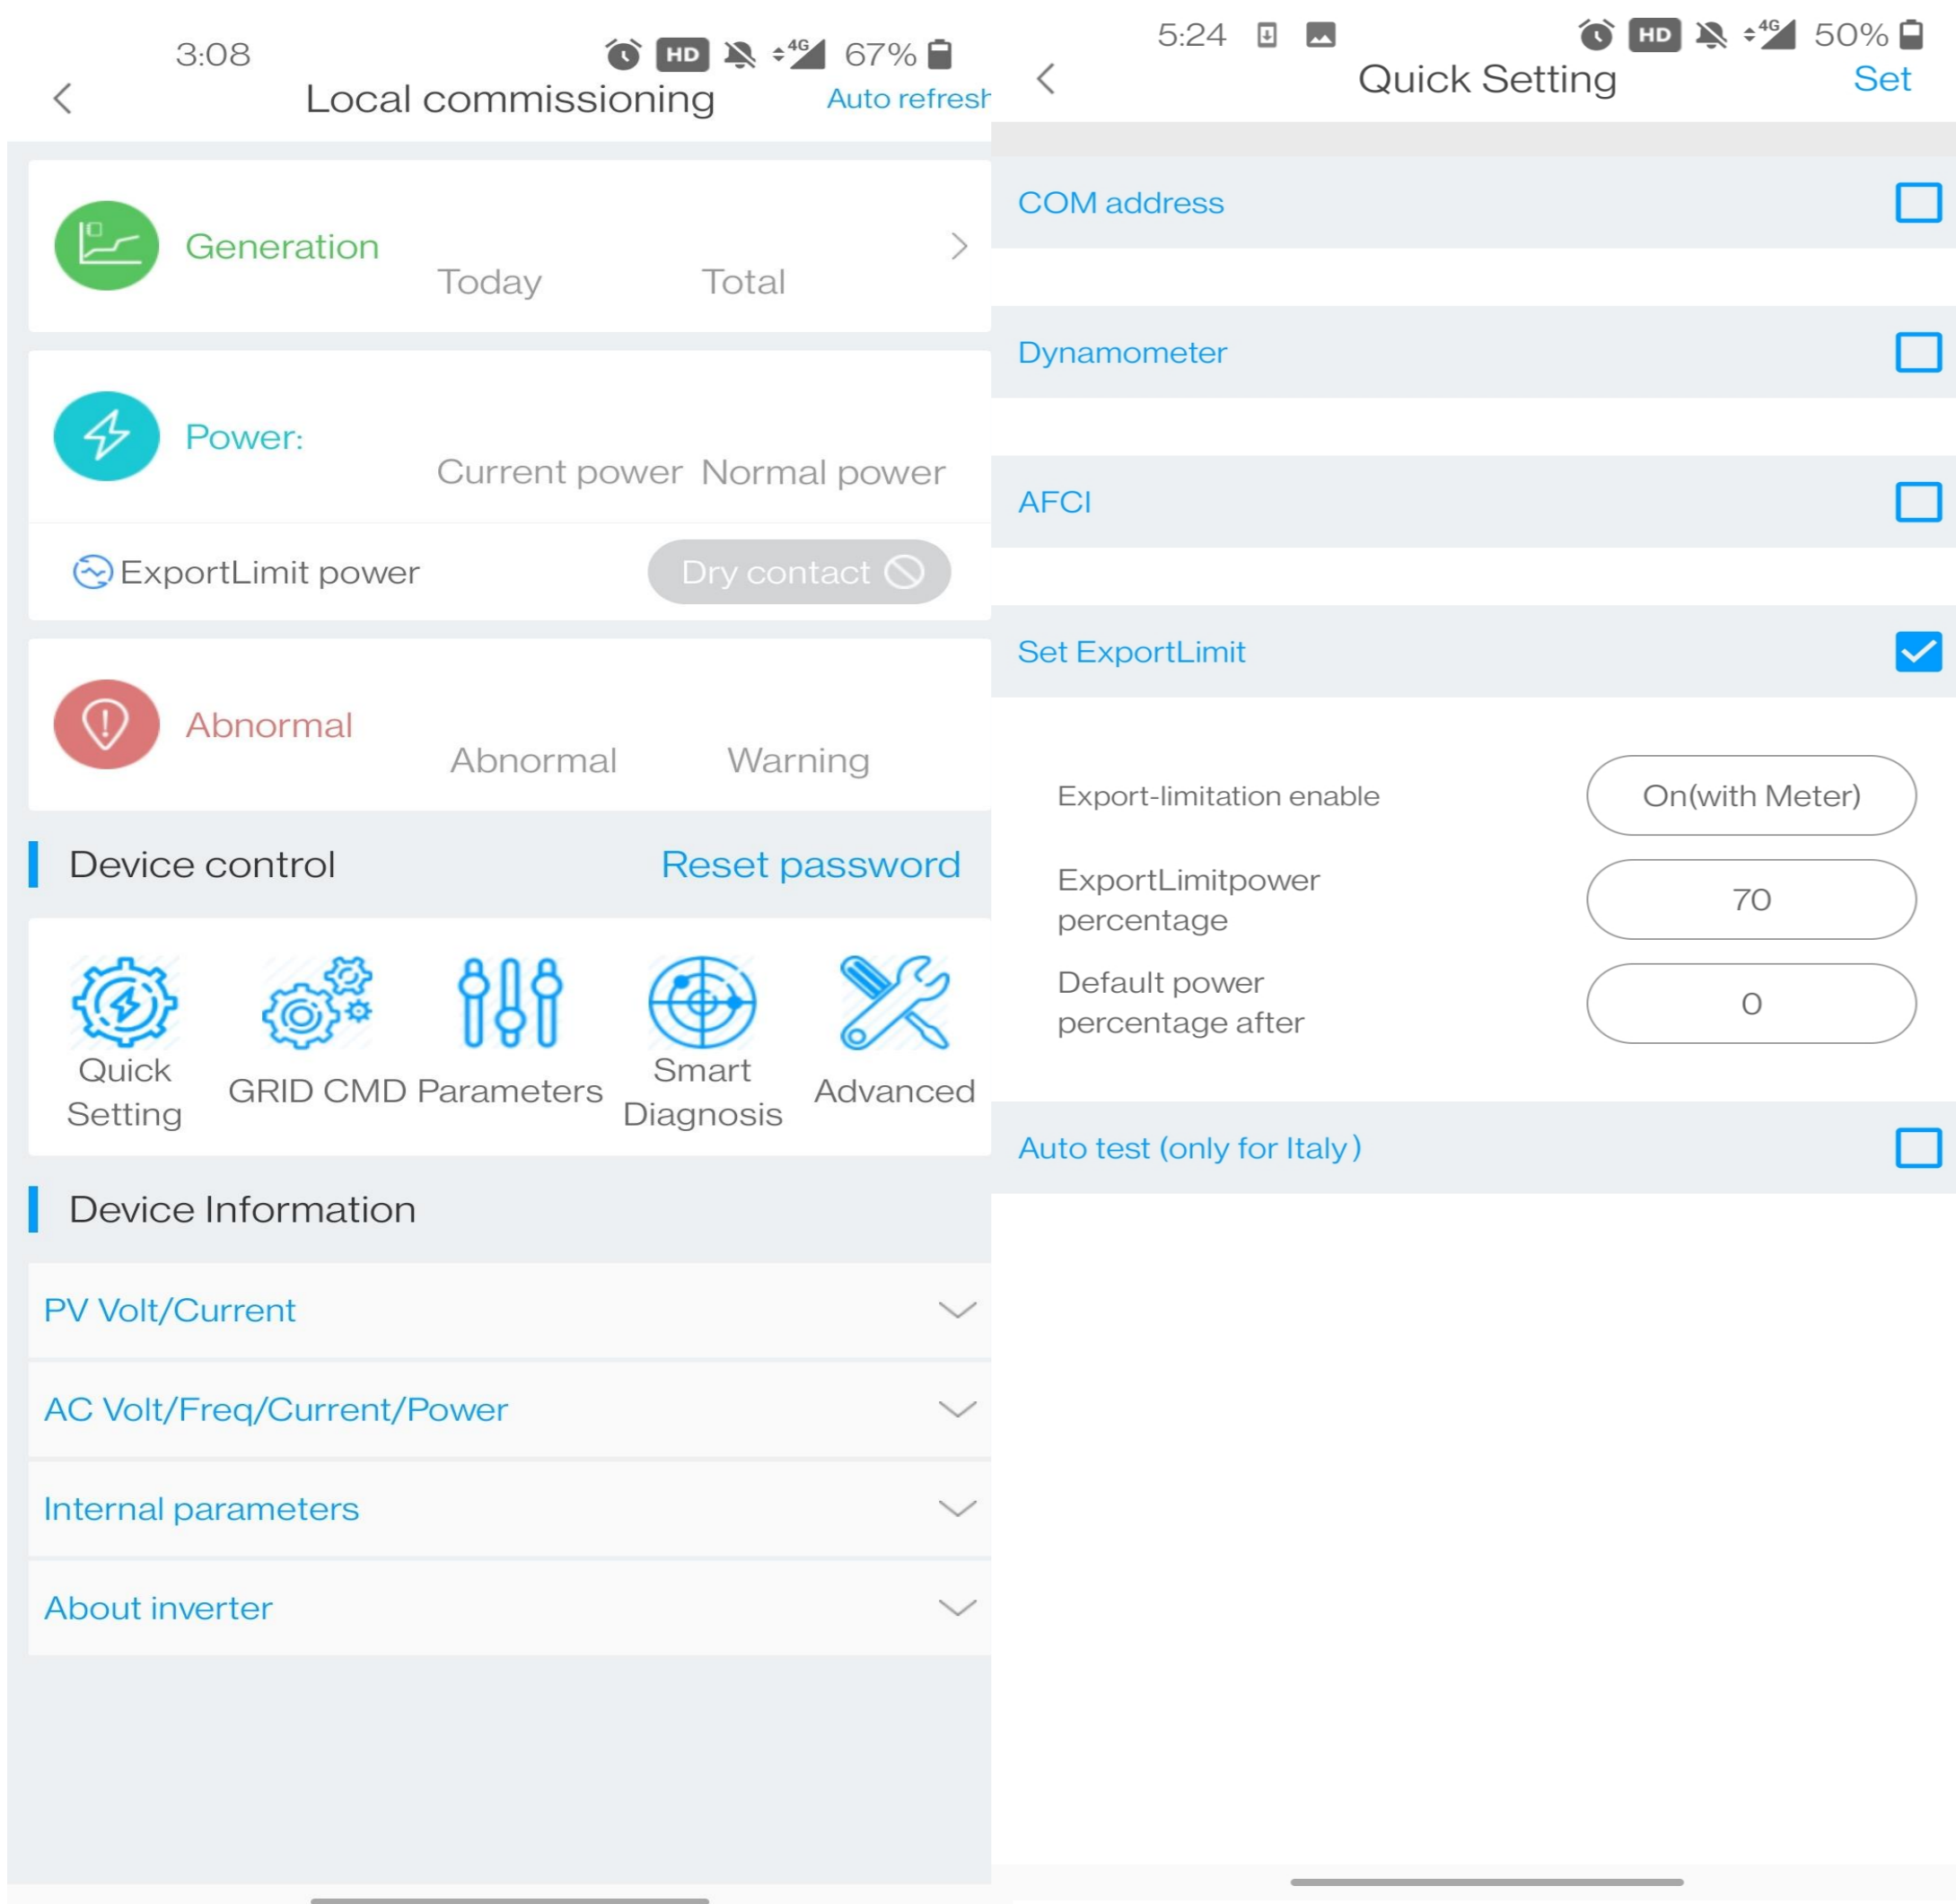 3:08
HD
4G
67%
Local commissioning
Auto refresh
Generation
Today
Total
Power:
Current power
Normal power
ExportLimit power
Dry contact
Abnormal
Abnormal
Warning
Device control
Reset password
Quick
Setting
GRID CMD
Parameters
Smart
Diagnosis
Advanced
Device Information
PV Volt/Current
AC Volt/Freq/Current/Power
Internal parameters
About inverter
5:24
HD
4G
50%
Quick Setting
Set
COM address
Dynamometer
AFCI
Set ExportLimit
Export-limitation enable
On(with Meter)
ExportLimitpower
percentage
70
Default power
percentage after
0
Auto test (only for Italy)